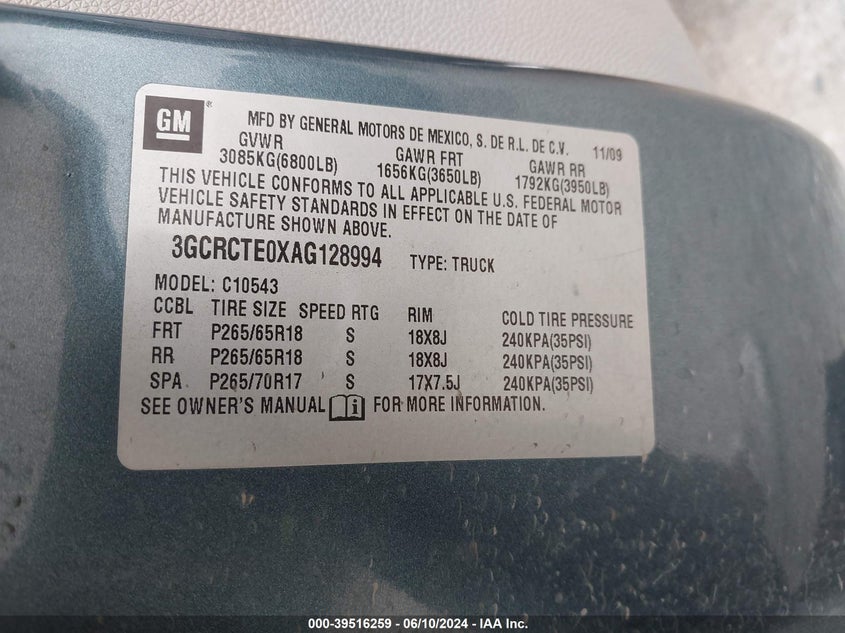 GM®
MFD BY GENERAL MOTORS DE MEXICO, S. DE R.L. DE C.V. 11/09
GVWR GAWR FRT GAWR RR
3085KG(6800LB) 1656KG(3650LB) 1792KG(3950LB)
THIS VEHICLE CONFORMS TO ALL APPLICABLE U.S. FEDERAL MOTOR
VEHICLE SAFETY STANDARDS IN EFFECT ON THE DATE OF
MANUFACTURE SHOWN ABOVE.
3GCRCTE0XAG128994 TYPE: TRUCK
MODEL: C10543
CCBL TIRE SIZE SPEED RTG RIM COLD TIRE PRESSURE
FRT P265/65R18 S 18X8J 240KPA(35PSI)
RR P265/65R18 S 18X8J 240KPA(35PSI)
SPA P265/70R17 S 17X7.5J 240KPA(35PSI)
SEE OWNER'S MANUAL i FOR MORE INFORMATION.
000-39516259 - 06/10/2024 - IAA Inc.